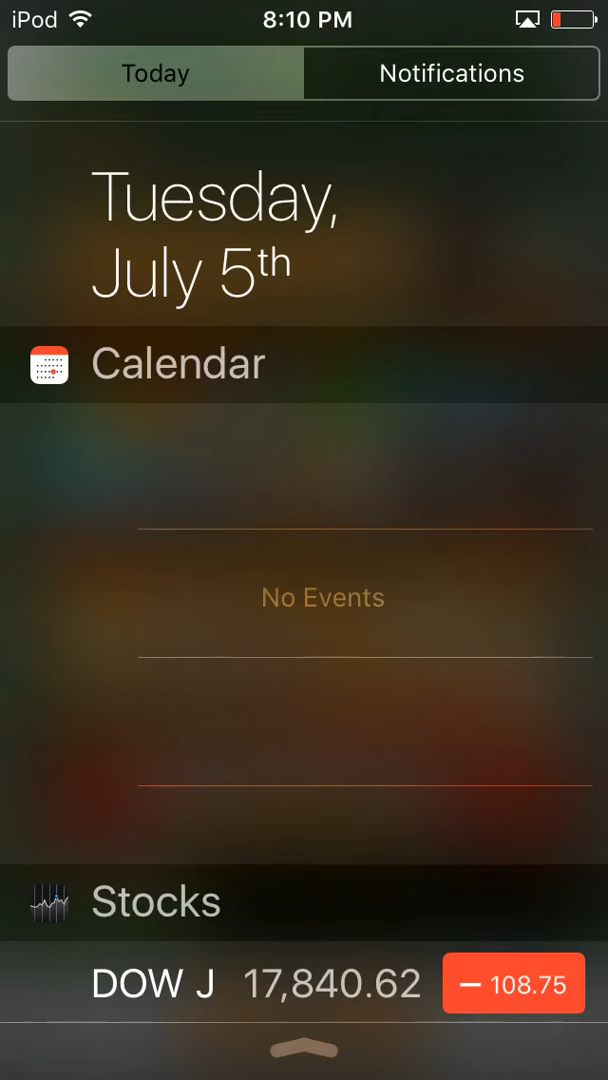 iPod 8:10 PM
Today Notifications
Tuesday,
July 5th
Calendar
No Events
Stocks
DOW J 17,840.62 — 108.75